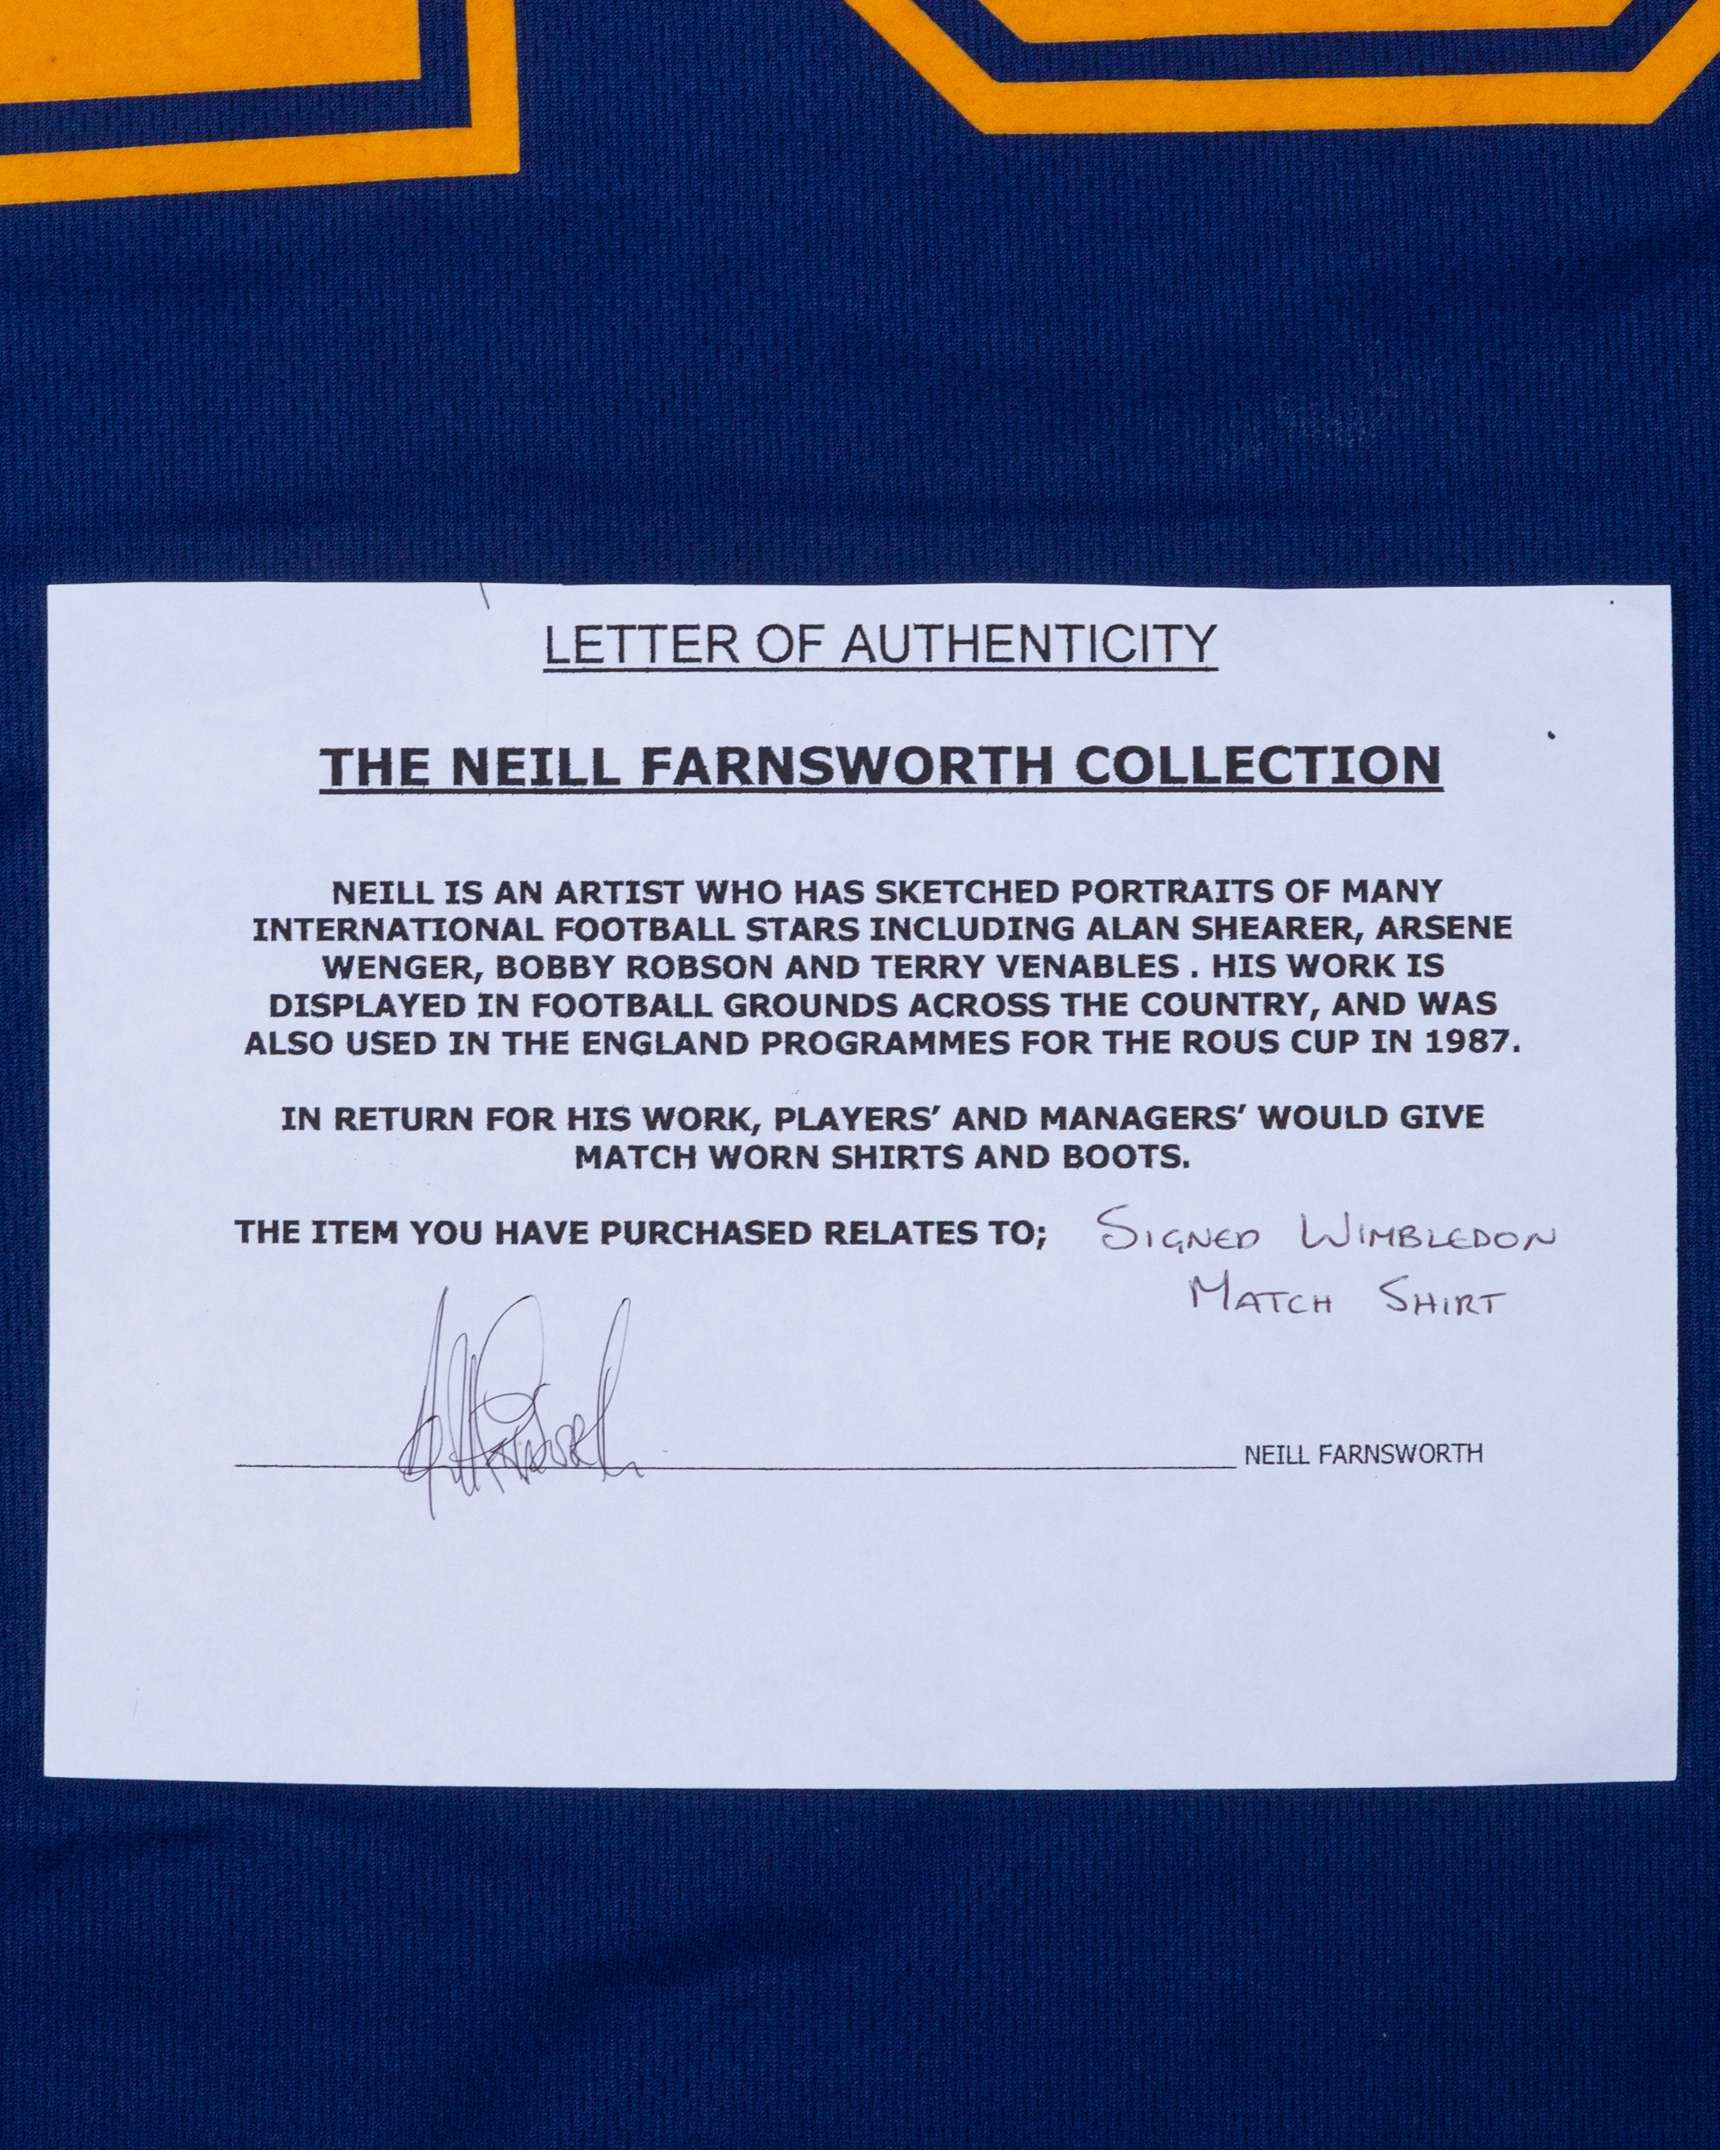 LETTER OF AUTHENTICITY
THE NEILL FARNSWORTH COLLECTION
NEILL IS AN ARTIST WHO HAS SKETCHED PORTRAITS OF MANY
INTERNATIONAL FOOTBALL STARS INCLUDING ALAN SHEARER, ARSENE
WENGER, BOBBY ROBSON AND TERRY VENABLES . HIS WORK IS
DISPLAYED IN FOOTBALL GROUNDS ACROSS THE COUNTRY, AND WAS
ALSO USED IN THE ENGLAND PROGRAMMES FOR THE ROUS CUP IN 1987.
IN RETURN FOR HIS WORK, PLAYERS’ AND MANAGERS’ WOULD GIVE
MATCH WORN SHIRTS AND BOOTS.
THE ITEM YOU HAVE PURCHASED RELATES TO; SIGNED WIMBLEDON
MATCH SHIRT
NEILL FARNSWORTH